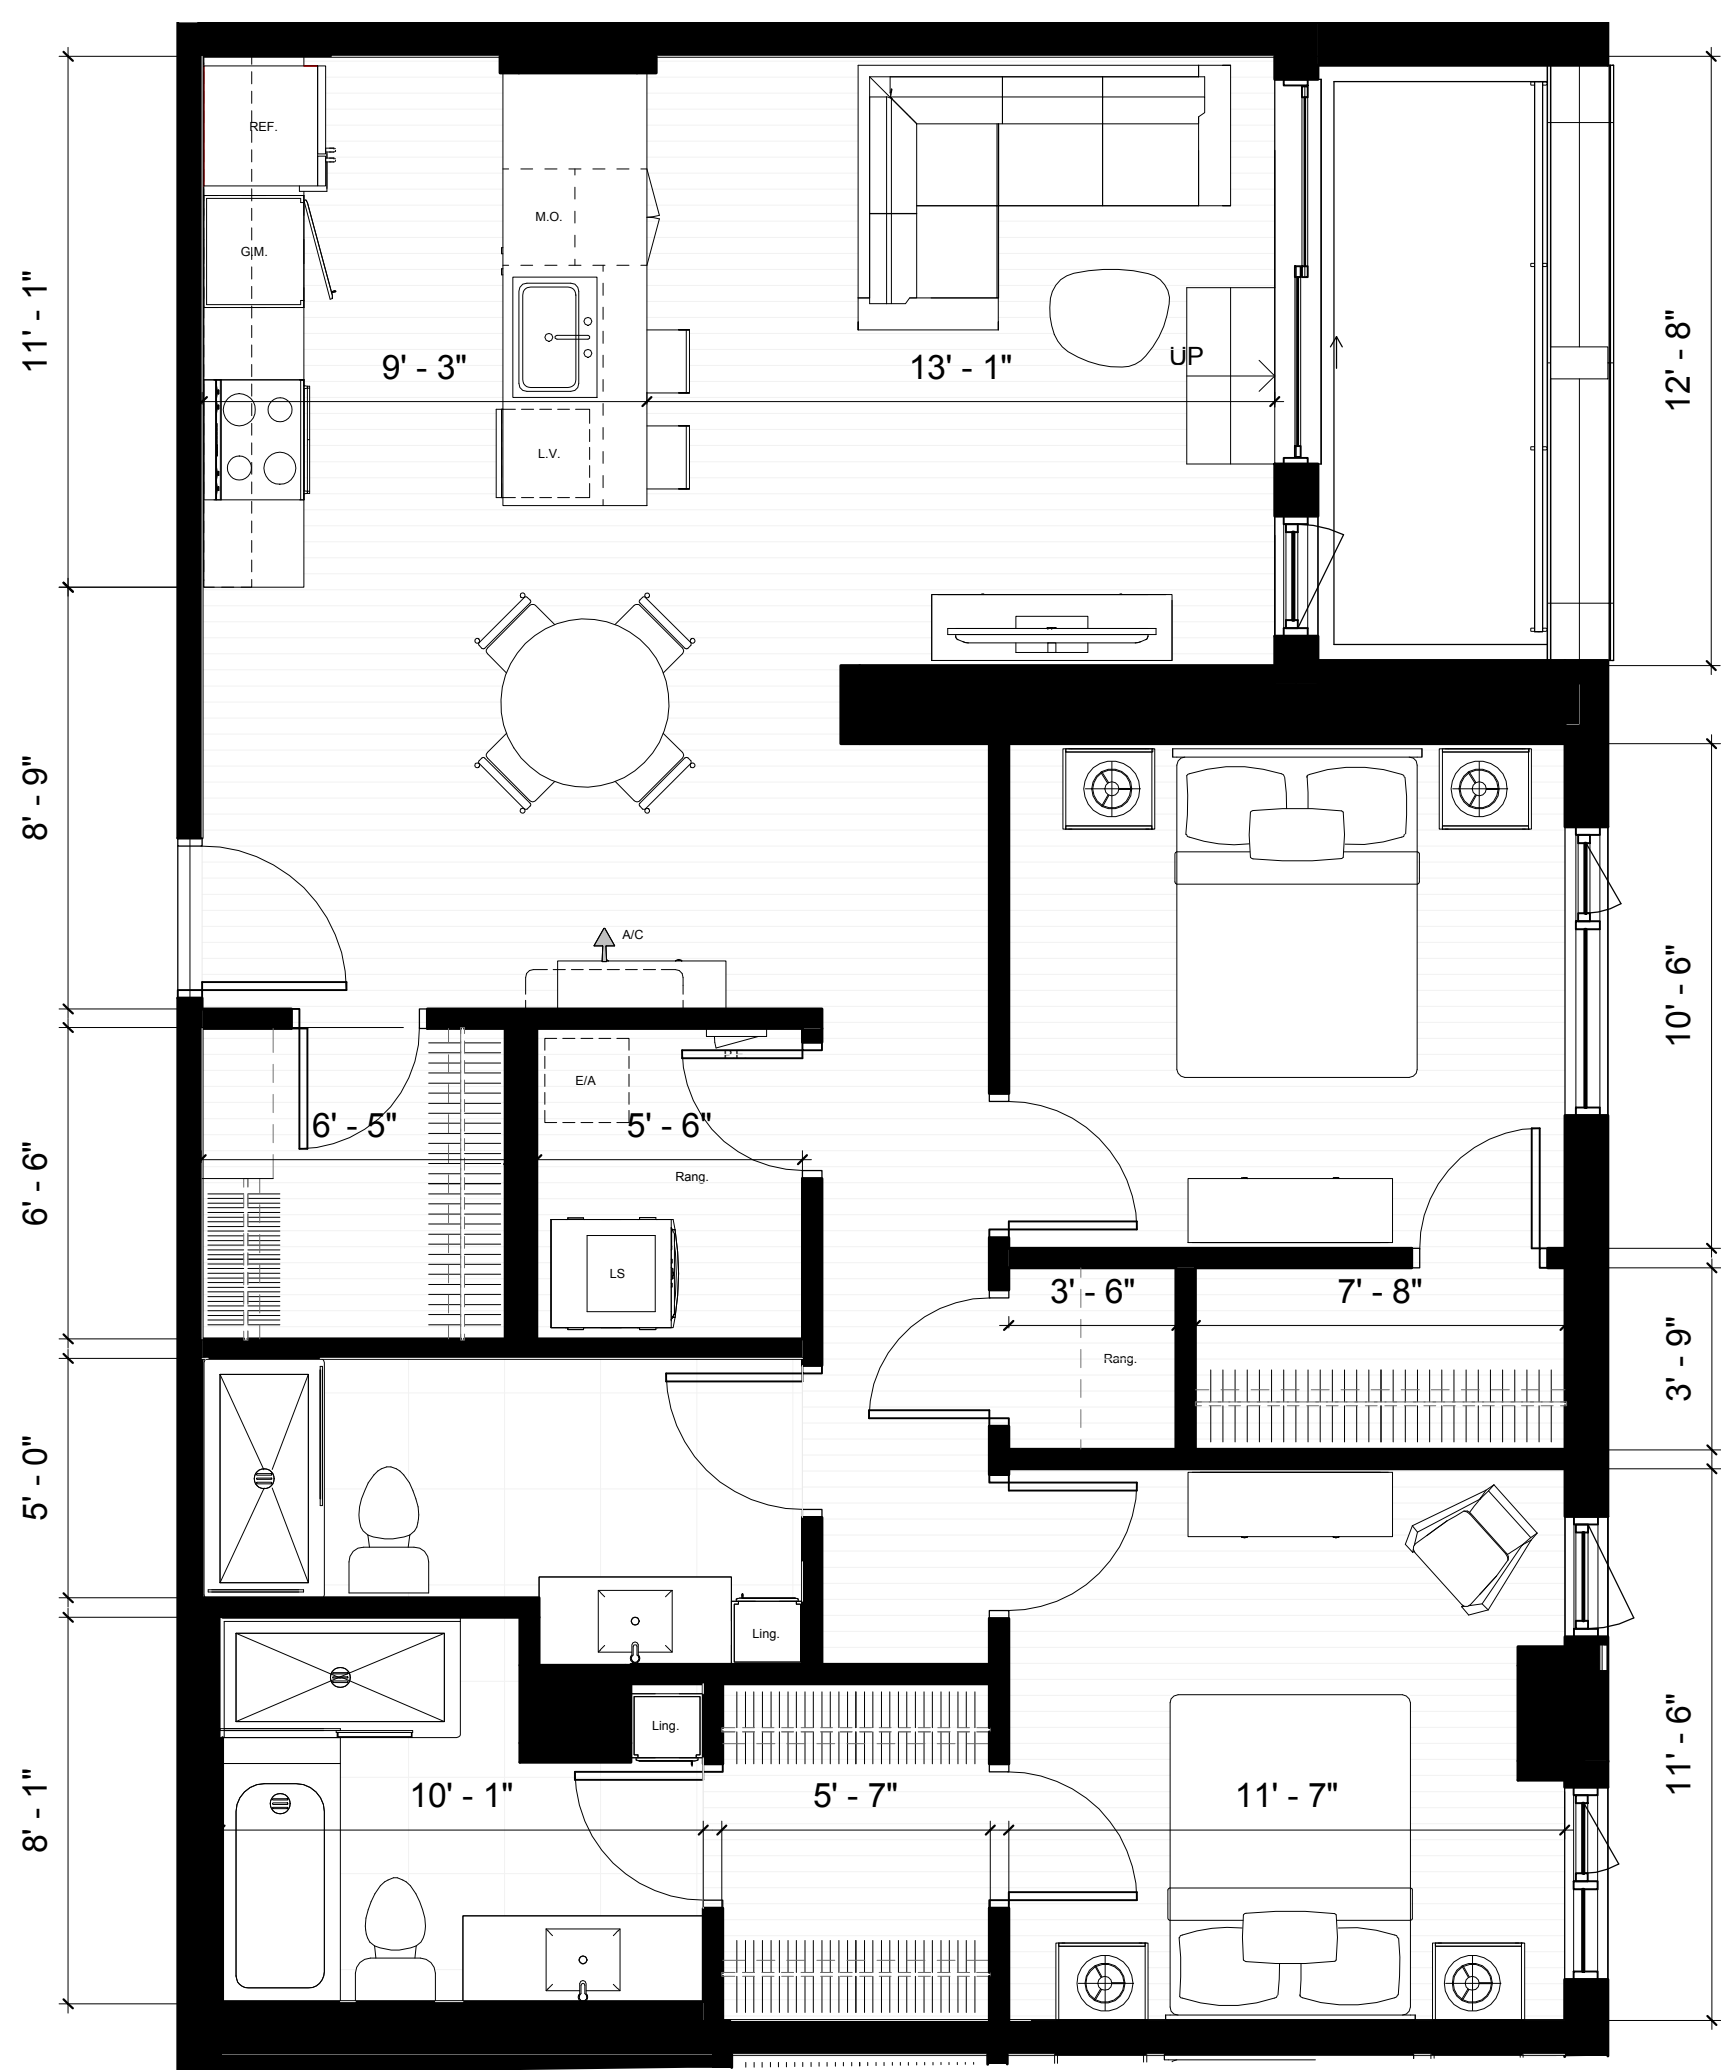 REF.
M.O.
G.M.
11' - 1"
9' - 3"
13' - 1"
UP
12' - 8"
L.V.
8' - 9"
A/C
10' - 6"
E/A
6' - 5"
5' - 6"
6' - 6"
Rang.
LS
3' - 6"
7' - 8"
Rang.
3' - 9"
5' - 0"
Ling.
Ling.
11' - 6"
8' - 1"
10' - 1"
5' - 7"
11' - 7"